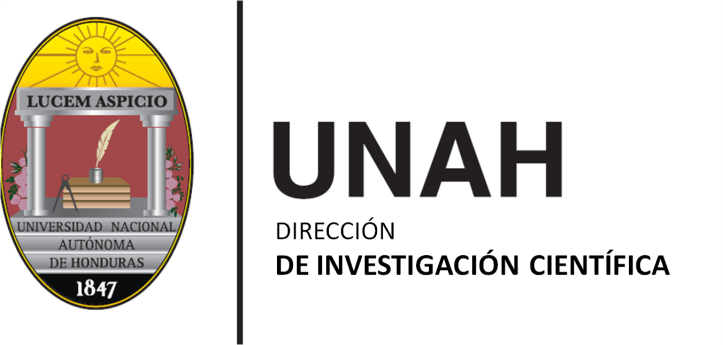 LUCEM ASPICIO
UNIVERSIDAD NACIONAL
AUTÓNOMA
DE HONDURAS
1847
UNAH
DIRECCIÓN
DE INVESTIGACIÓN CIENTÍFICA